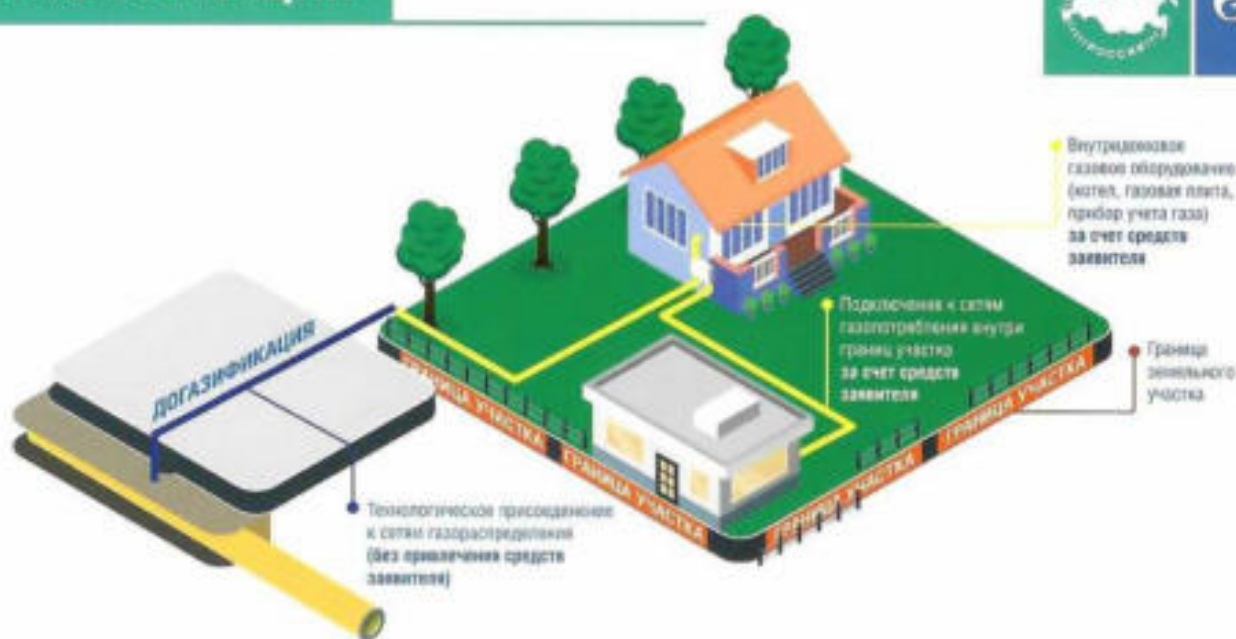 Внутридомовое
газовое оборудование
(котел, газовая плита,
прибор учета газа)
за счет средств
заявителя
Подключение к сетям
газопотребления внутри
границ участка
за счет средств
заявителя
Граница
земельного
участка
ДОГАЗИФИКАЦИЯ
ГРАНИЦА УЧАСТКА
ГРАНИЦА УЧАСТКА
ГРАНИЦА УЧАСТКА
ГРАНИЦА УЧАСТКА
Технологическое присоединение
к сетям газораспределения
(без привлечения средств
заявителя)